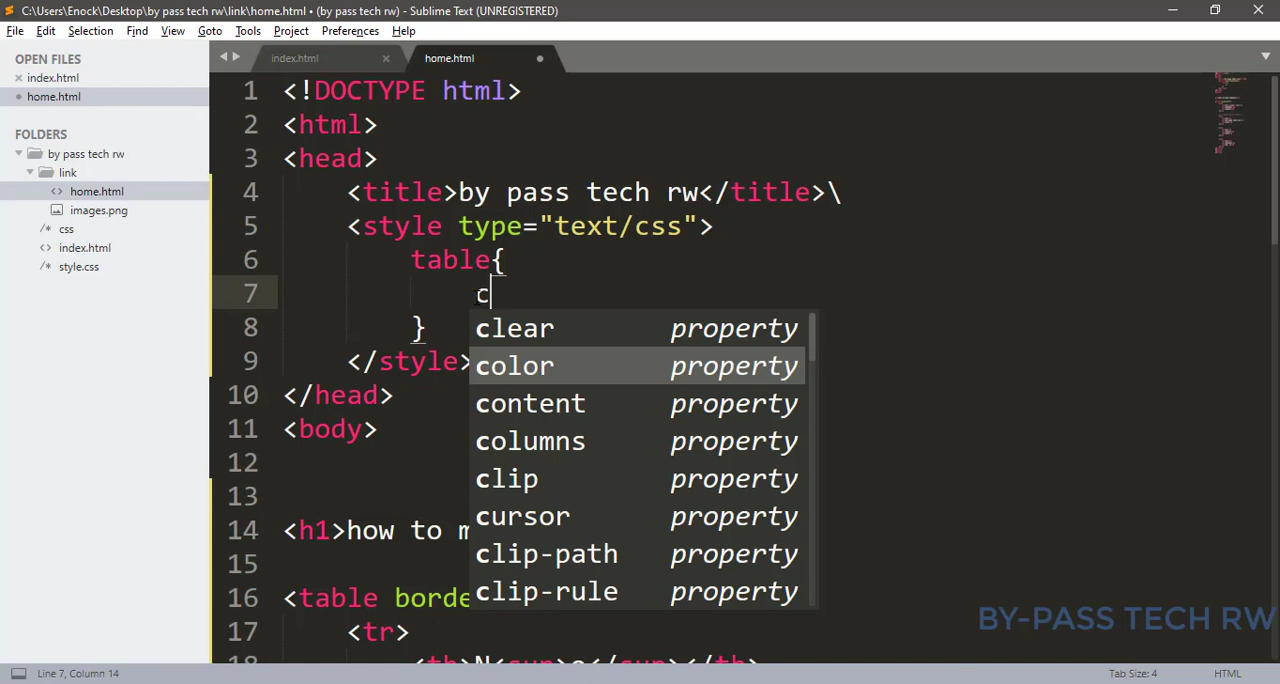 C:\Users\Enock\Desktop\by pass tech rw\link\home.html • (by pass tech rw) - Sublime Text (UNREGISTERED)
File Edit Selection Find View Goto Tools Project Preferences Help
OPEN FILES
index.html
home.html
FOLDERS
by pass tech rw
link
home.html
images.png
css
index.html
style.css
index.html home.html
1 <!DOCTYPE html>
2 <html>
3 <head>
4 <title>by pass tech rw</title>\
5 <style type="text/css">
6 table{
7 c
8 }
9 </style>
10 </head>
11 <body>
12
13
14 <h1>how to m
15
16 <table borde
17 <tr>
18 <th>N<sup>o</sup></th>
clear property
color property
content property
columns property
clip property
cursor property
clip-path property
clip-rule property
BY-PASS TECH RW
Line 7, Column 14
Tab Size: 4
HTML